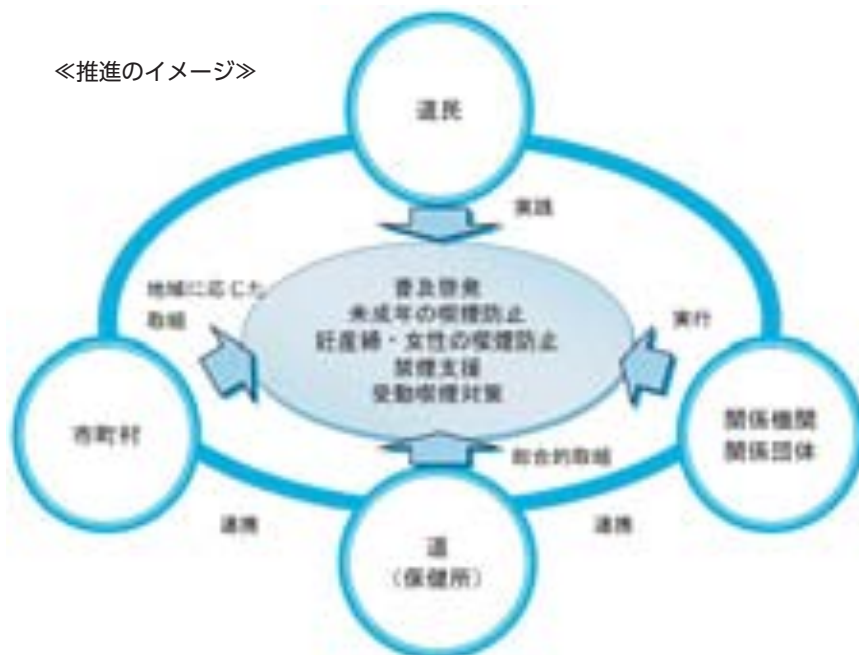 ≪推進のイメージ≫
道民
実践
地域に応じた
取組
普及啓発
未成年の喫煙防止
妊産婦・女性の喫煙防止
禁煙支援
受動喫煙対策
実行
市町村
関係機関
関係団体
総合的取組
連携
連携
道
（保健所）